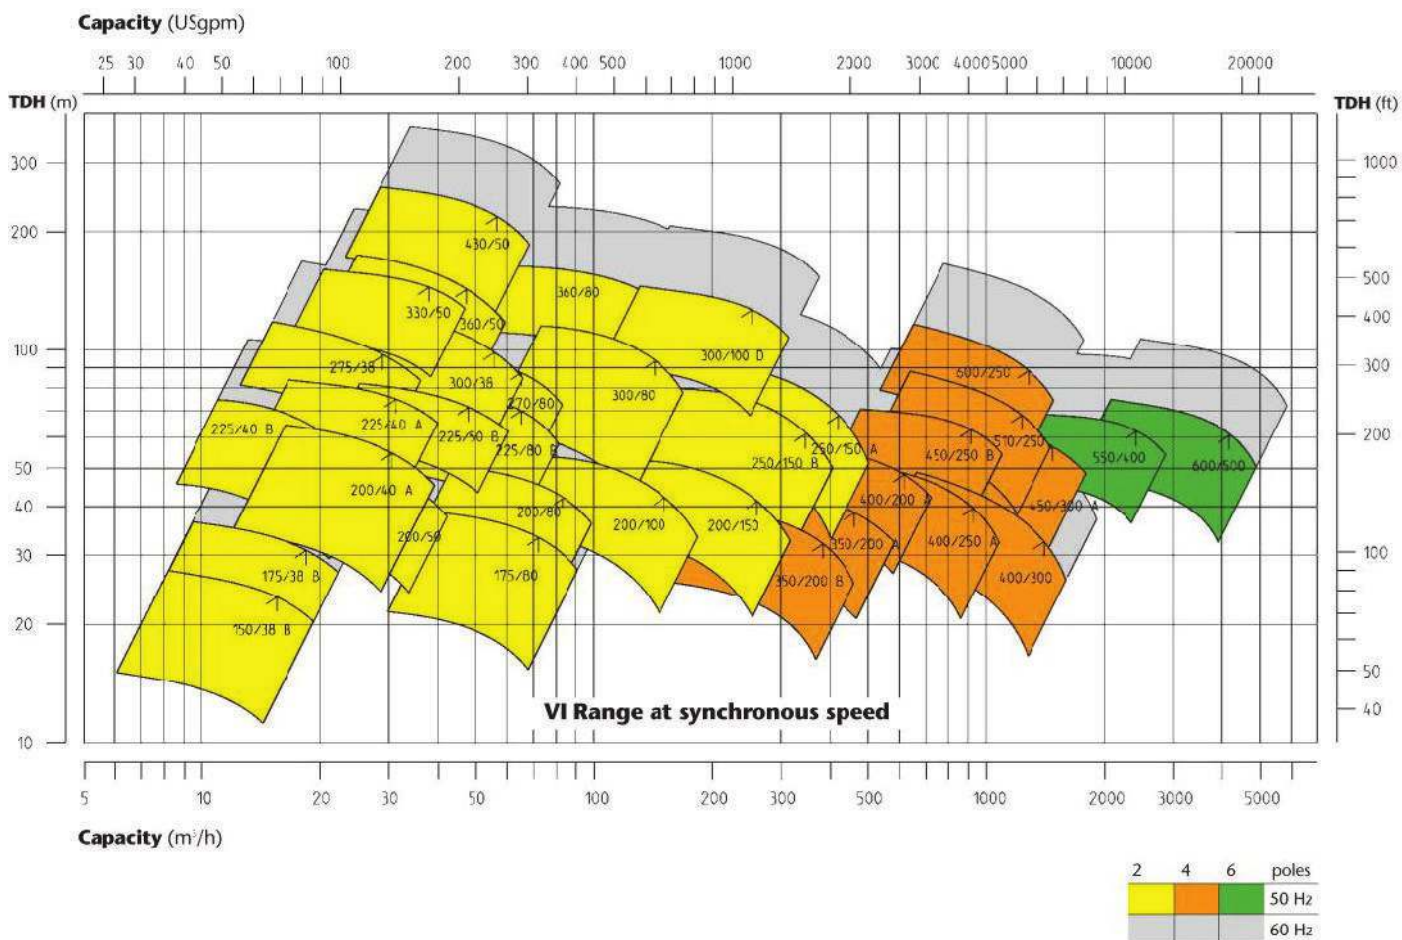 Capacity (USgpm)
25 30 40 50 100 200 300 400 500 1000 2000 3000 4000 5000 10000 20000
TDH (m)
TDH (ft)
300
1000
200
500
400
100
300
200
50
40
30
100
20
50
40
10
430/50
360/80
330/50
360/50
300/100 D
275/38
300/38
270/80
300/80
600/250
225/40 B
225/40 A
225/50 B
225/80 B
250/150 A
250/150 B
510/250
450/250 B
550/400
600/500
200/40 A
200/80
200/100
200/150
400/200
450/300 A
200/50
350/200 A
400/250 A
175/38 B
175/80
350/200 B
400/300
150/38 B
VI Range at synchronous speed
5 10 20 30 50 100 200 300 500 1000 2000 3000 5000
Capacity (m³/h)
2 4 6 poles
50 Hz
60 Hz